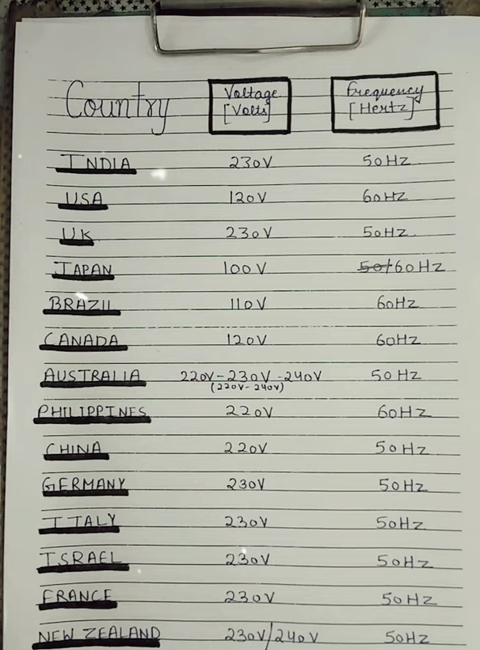 Country Voltage [Volts] Frequency [Hertz]
INDIA 230V 50Hz
USA 120V 60Hz
UK 230V 50Hz
JAPAN 100V 50/60Hz
BRAZIL 110V 60Hz
CANADA 120V 60Hz
AUSTRALIA 220V-230V-240V 50Hz
(220V-240V)
PHILIPPINES 220V 60Hz
CHINA 220V 50Hz
GERMANY 230V 50Hz
ITALY 230V 50Hz
ISRAEL 230V 50Hz
FRANCE 230V 50Hz
NEW ZEALAND 230V/240V 50Hz